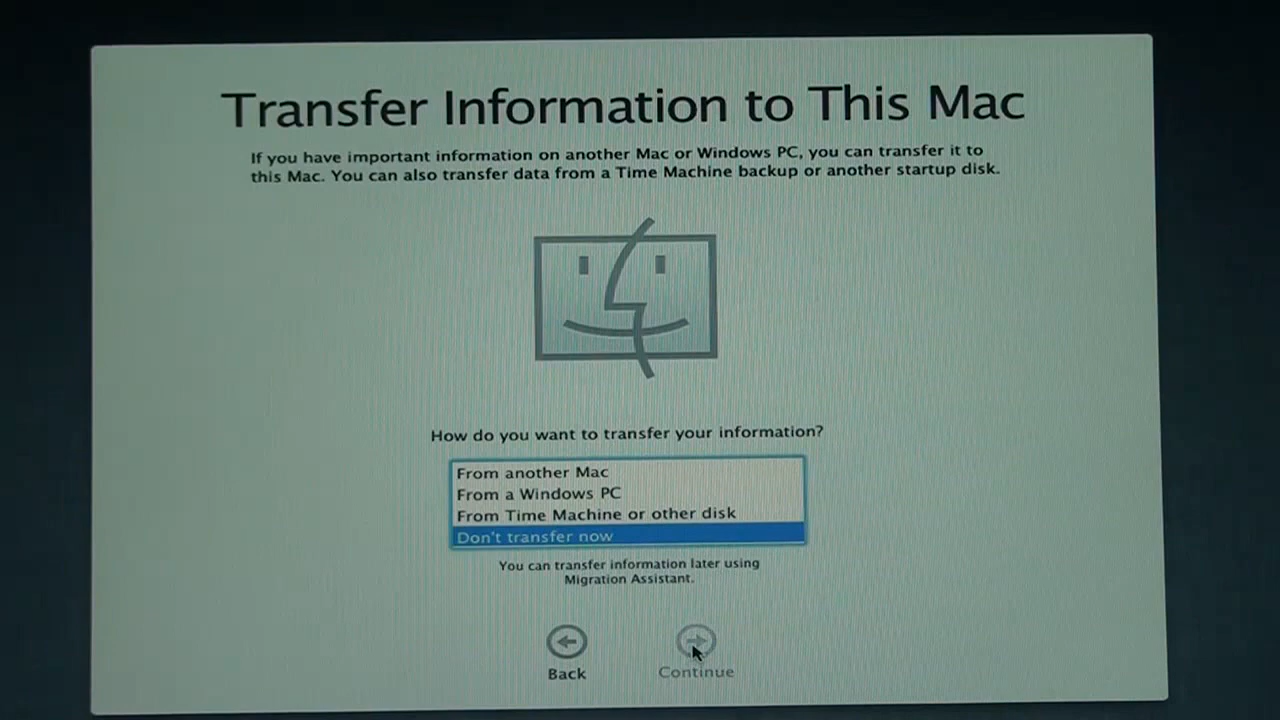 Transfer Information to This Mac
If you have important information on another Mac or Windows PC, you can transfer it to
this Mac. You can also transfer data from a Time Machine backup or another startup disk.
How do you want to transfer your information?
From another Mac
From a Windows PC
From Time Machine or other disk
Don't transfer now
You can transfer information later using
Migration Assistant.
Back
Continue